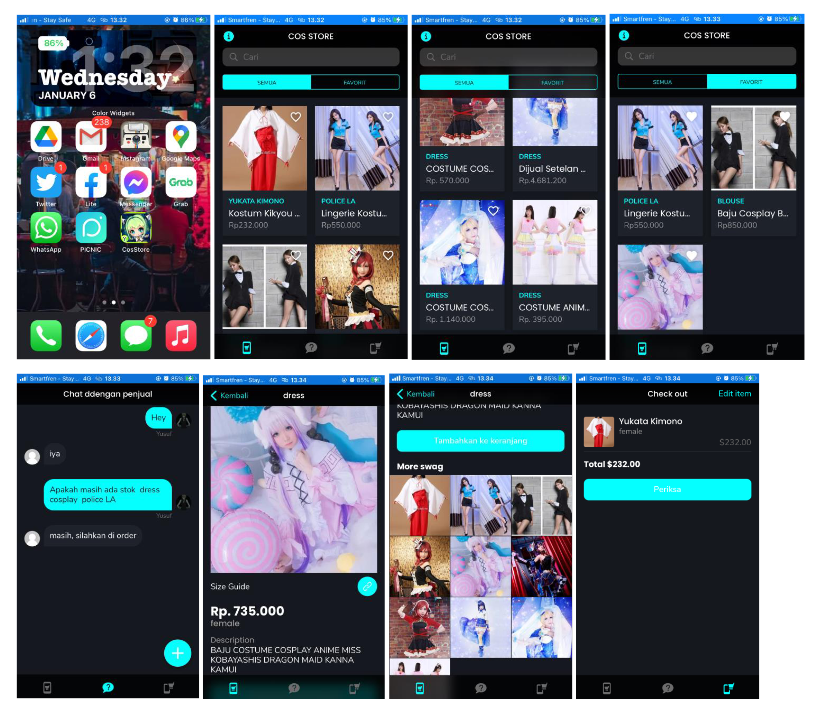 ren - Stay Safe 4G 13.32 86%
86%
1:32
Wednesday
JANUARY 6
Color Widgets
238
Drive Gmail Instagram Google Maps
1 1
Grab
Twitter Lite Messenger Grab
WhatsApp PICNIC CosStore
7
Smartfren - Stay... 4G 13.32 86%
COS STORE
Cari
SEMUA FAVORIT
YUKATA KIMONO POLICE LA
Kostum Kikyou ... Lingerie Kostu...
Rp232.000 Rp550.000
Smartfren - Stay... 4G 13.32 86%
COS STORE
Cari
SEMUA FAVORIT
DRESS DRESS
COSTUME COS... Dijual Setelan ...
Rp. 570.000 Rp.4.681.200
DRESS DRESS
COSTUME COS... COSTUME ANIM...
Rp. 1.140.000 Rp. 395.000
Smartfren - Stay... 4G 13.33 85%
COS STORE
Cari
SEMUA FAVORIT
POLICE LA BLOUSE
Lingerie Kostu... Baju Cosplay B...
Rp550.000 Rp850.000
Smartfren - Stay... 4G 13.33 85%
Chat ddengan penjual
Hey
Yusuf
iya
Apakah masih ada stok dress
cosplay police LA
Yusuf
masih, silahkan di order
Smartfren - Stay... 4G 13.34 85%
Kembali dress
Size Guide
Rp. 735.000
female
Description
BAJU COSTUME COSPLAY ANIME MISS
KOBAYASHIS DRAGON MAID KANNA
KAMUI
Smartfren - Stay... 4G 13.34 85%
Kembali dress
KOBAYASHIS DRAGON MAID KANNA
KAMUI
Tambahkan ke keranjang
More swag
Smartfren - Stay... 4G 13.34 85%
Check out Edit item
Yukata Kimono
female
$232.00
Total $232.00
Periksa